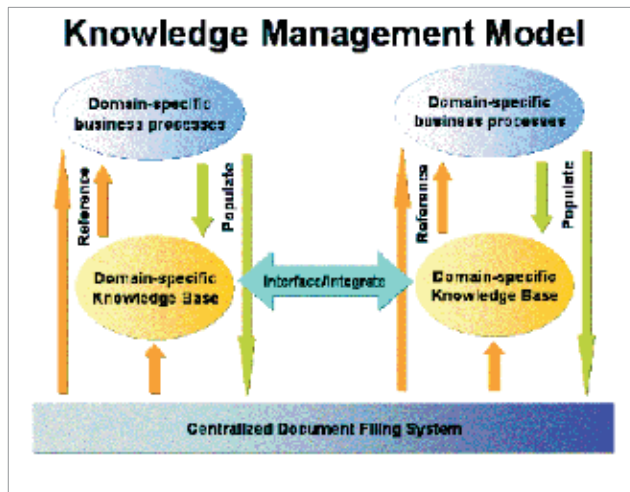 Knowledge Management Model
Domain-specific
business processes
Domain-specific
business processes
Reference
Populate
Reference
Populate
Domain-specific
Knowledge Base
Interface/Integrate
Domain-specific
Knowledge Base
Centralized Document Filing System